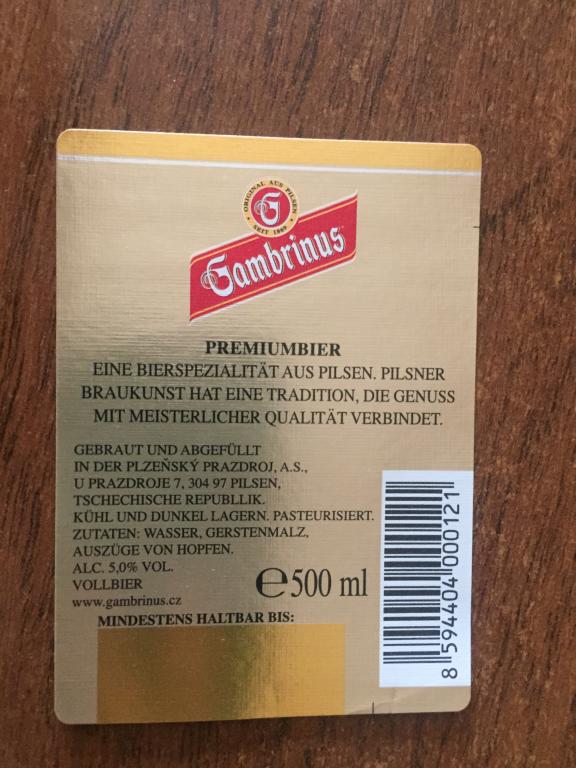 ORIGINAL AUS PILSEN
G
SEIT 1869
Gambrinus
PREMIUMBIER
EINE BIERSPEZIALITÄT AUS PILSEN. PILSNER
BRAUKUNST HAT EINE TRADITION, DIE GENUSS
MIT MEISTERLICHER QUALITÄT VERBINDET.
GEBRAUT UND ABGEFÜLLT
IN DER PLZEŇSKÝ PRAZDROJ, A.S.,
U PRAZDROJE 7, 304 97 PILSEN,
TSCHECHISCHE REPUBLLIK.
KÜHL UND DUNKEL LAGERN. PASTEURISIERT.
ZUTATEN: WASSER, GERSTENMALZ,
AUSZÜGE VON HOPFEN.
ALC. 5,0% VOL.
VOLLBIER
www.gambrinus.cz
℮500 ml
MINDESTENS HALTBAR BIS:
8 594404 000121